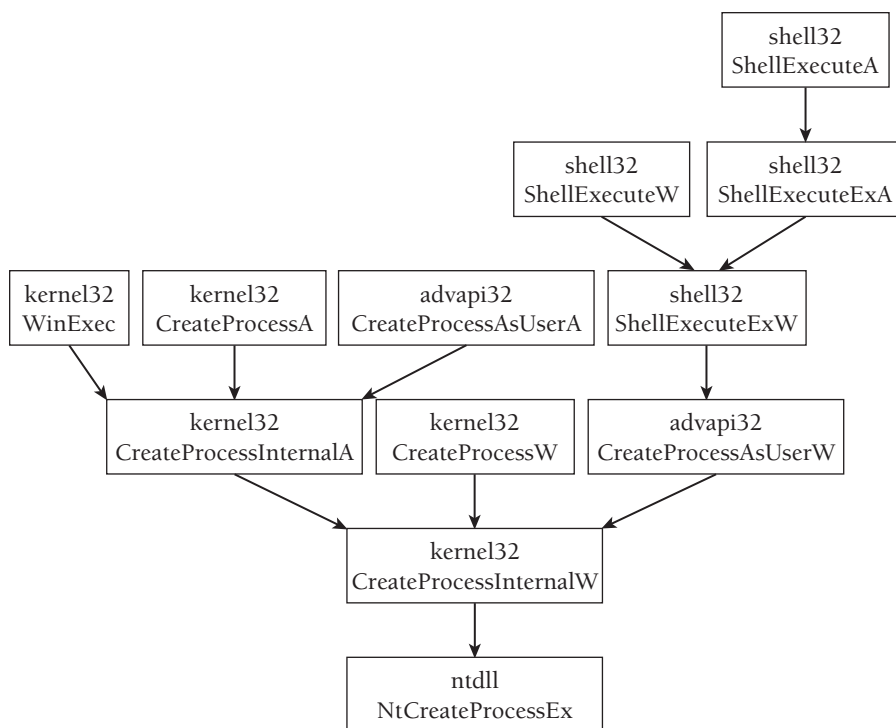 shell32
ShellExecuteA
shell32
ShellExecuteW
shell32
ShellExecuteExA
kernel32
WinExec
kernel32
CreateProcessA
advapi32
CreateProcessAsUserA
shell32
ShellExecuteExW
kernel32
CreateProcessInternalA
kernel32
CreateProcessW
advapi32
CreateProcessAsUserW
kernel32
CreateProcessInternalW
ntdll
NtCreateProcessEx